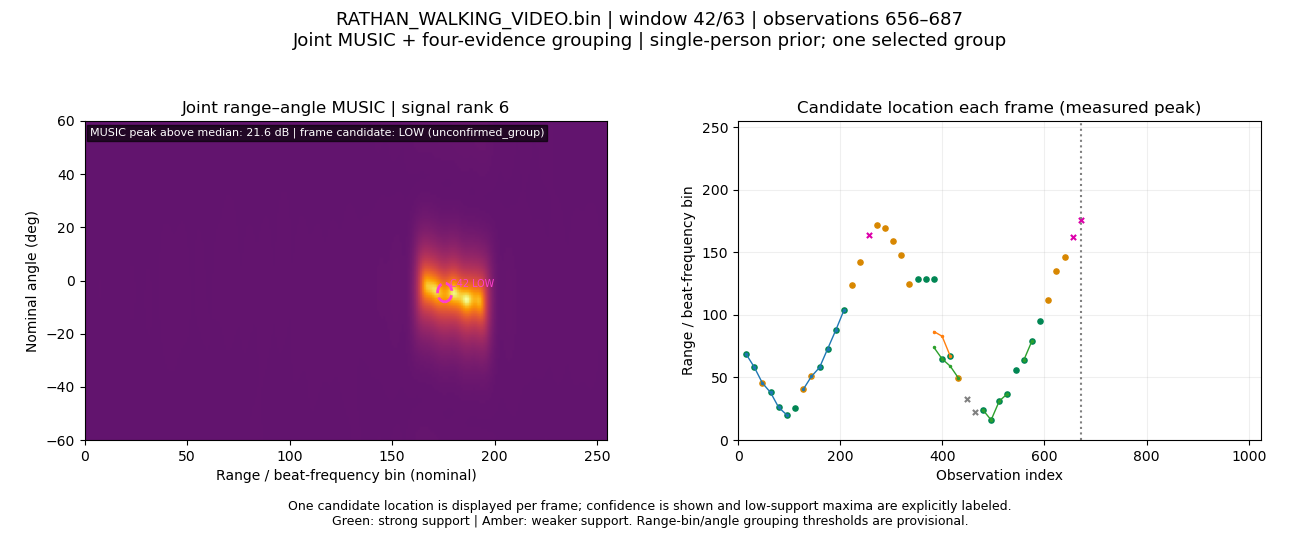 RATHAN_WALKING_VIDEO.bin | window 42/63 | observations 656–687
Joint MUSIC + four-evidence grouping | single-person prior; one selected group
Joint range–angle MUSIC | signal rank 6
MUSIC peak above median: 21.6 dB | frame candidate: LOW (unconfirmed_group)
60
40
20
0
−20
−40
−60
Nominal angle (deg)
LOW
0
50
100
150
200
250
Range / beat-frequency bin (nominal)
Candidate location each frame (measured peak)
250
200
150
100
50
0
Range / beat-frequency bin
0
200
400
600
800
1000
Observation index
One candidate location is displayed per frame; confidence is shown and low-support maxima are explicitly labeled.
Green: strong support | Amber: weaker support. Range-bin/angle grouping thresholds are provisional.